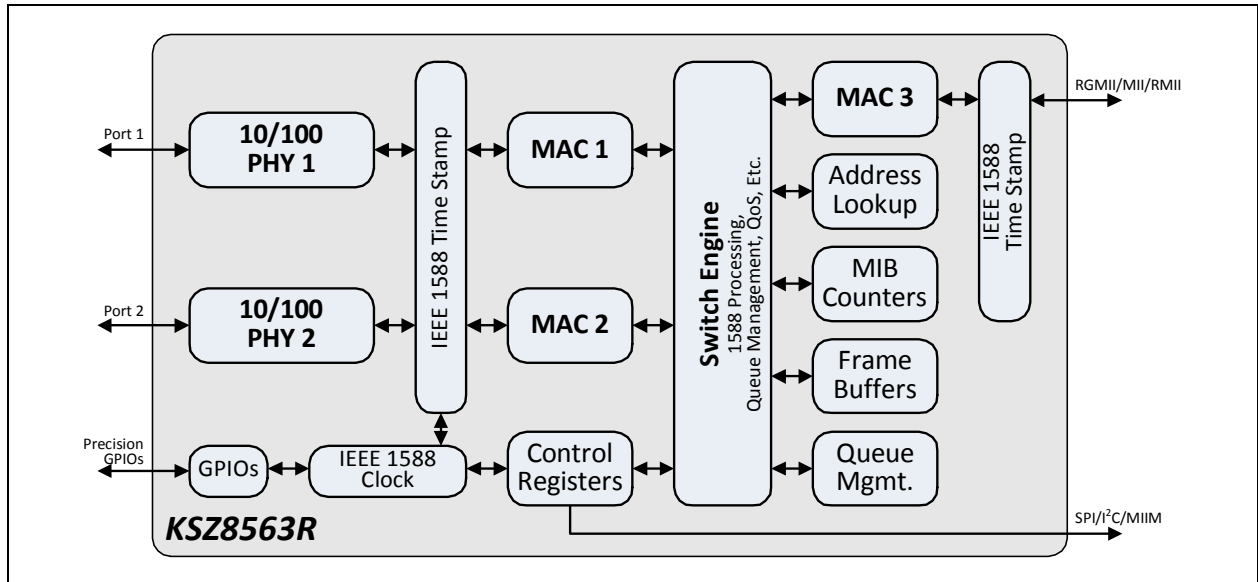 Port 1
10/100
PHY 1
IEEE 1588 Time Stamp
MAC 1
Switch Engine
1588 Processing,
Queue Management, QoS, Etc.
MAC 3
IEEE 1588
Time Stamp
RGMII/MII/RMII
Address
Lookup
Port 2
10/100
PHY 2
MAC 2
MIB
Counters
Frame
Buffers
Precision
GPIOs
GPIOs
IEEE 1588
Clock
Control
Registers
Queue
Mgmt.
KSZ8563R
SPI/I²C/MIIM